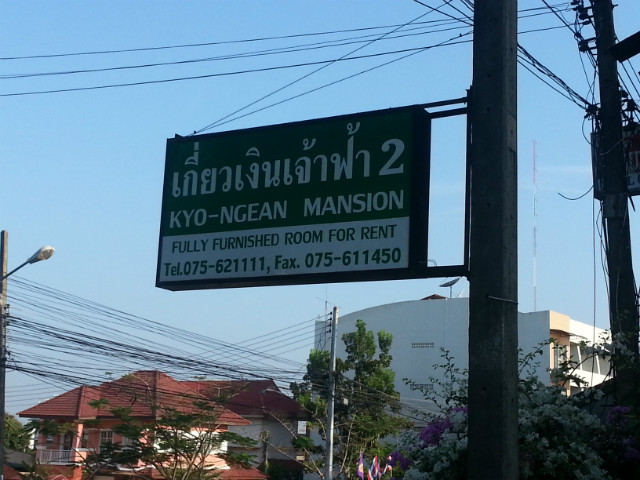 เกี่ยวเงินเจ้าฟ้า 2
KYO-NGEAN MANSION
FULLY FURNISHED ROOM FOR RENT
Tel.075-621111, Fax. 075-611450